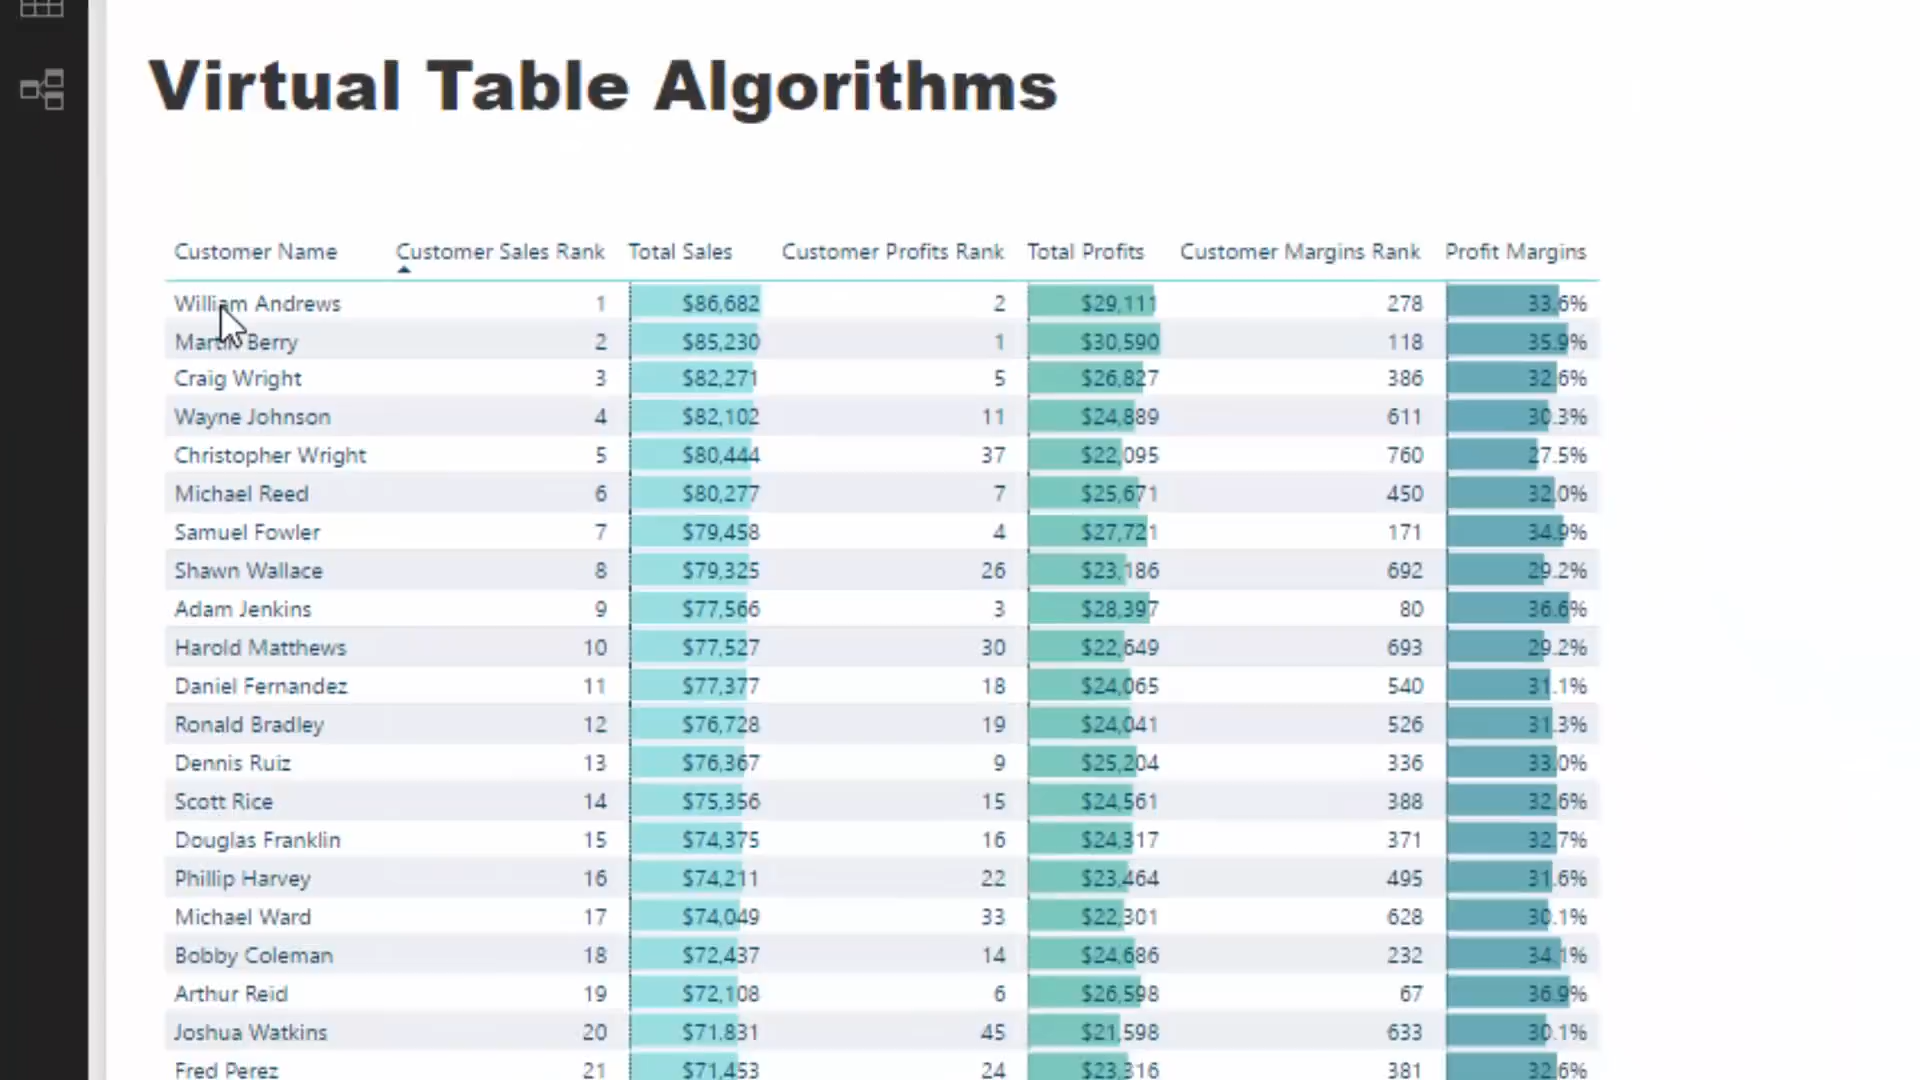 Virtual Table Algorithms
Customer Name Customer Sales Rank Total Sales Customer Profits Rank Total Profits Customer Margins Rank Profit Margins
William Andrews 1 $86,682 2 $29,111 278 33.6%
Martin Berry 2 $85,230 1 $30,590 118 35.9%
Craig Wright 3 $82,271 5 $26,827 386 32.6%
Wayne Johnson 4 $82,102 11 $24,889 611 30.3%
Christopher Wright 5 $80,444 37 $22,095 760 27.5%
Michael Reed 6 $80,277 7 $25,671 450 32.0%
Samuel Fowler 7 $79,458 4 $27,721 171 34.9%
Shawn Wallace 8 $79,325 26 $23,186 692 29.2%
Adam Jenkins 9 $77,566 3 $28,397 80 36.6%
Harold Matthews 10 $77,527 30 $22,649 693 29.2%
Daniel Fernandez 11 $77,377 18 $24,065 540 31.1%
Ronald Bradley 12 $76,728 19 $24,041 526 31.3%
Dennis Ruiz 13 $76,367 9 $25,204 336 33.0%
Scott Rice 14 $75,356 15 $24,561 388 32.6%
Douglas Franklin 15 $74,375 16 $24,317 371 32.7%
Phillip Harvey 16 $74,211 22 $23,464 495 31.6%
Michael Ward 17 $74,049 33 $22,301 628 30.1%
Bobby Coleman 18 $72,437 14 $24,686 232 34.1%
Arthur Reid 19 $72,108 6 $26,598 67 36.9%
Joshua Watkins 20 $71,831 45 $21,598 633 30.1%
Fred Perez 21 $71,453 24 $23,316 381 32.6%